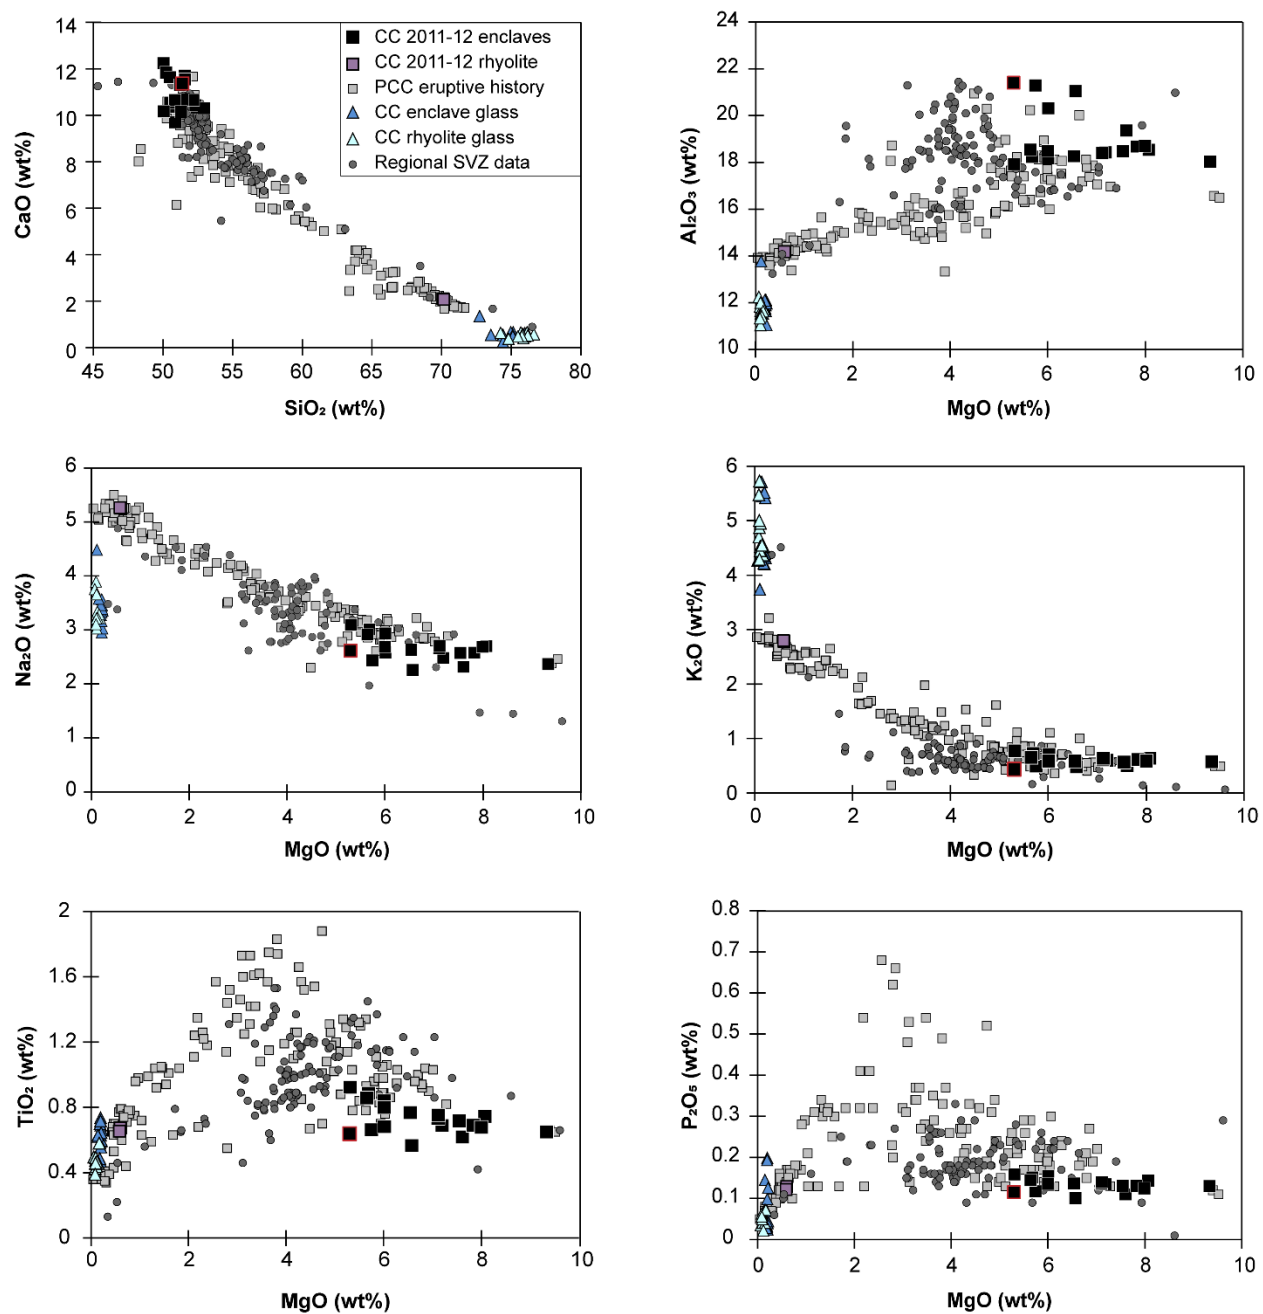 14
12
10
8
6
4
2
0
CaO (wt%)
45 50 55 60 65 70 75 80
SiO₂ (wt%)
CC 2011-12 enclaves
CC 2011-12 rhyolite
PCC eruptive history
CC enclave glass
CC rhyolite glass
Regional SVZ data
24
22
20
18
16
14
12
10
Al₂O₃ (wt%)
0 2 4 6 8 10
MgO (wt%)
6
5
4
3
2
1
0
Na₂O (wt%)
0 2 4 6 8 10
MgO (wt%)
6
5
4
3
2
1
0
K₂O (wt%)
0 2 4 6 8 10
MgO (wt%)
2
1.6
1.2
0.8
0.4
0
TiO₂ (wt%)
0 2 4 6 8 10
MgO (wt%)
0.8
0.7
0.6
0.5
0.4
0.3
0.2
0.1
0
P₂O₅ (wt%)
0 2 4 6 8 10
MgO (wt%)